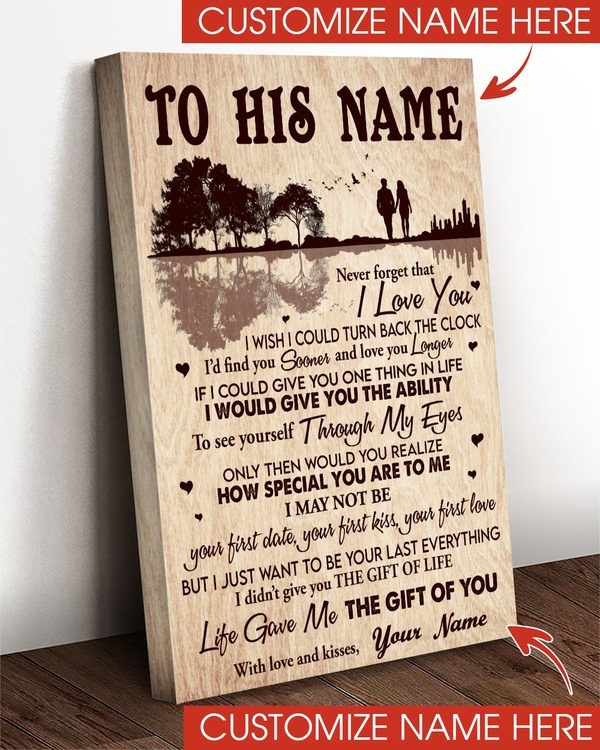 CUSTOMIZE NAME HERE
TO HIS NAME
Never forget that
I Love You
I WISH I COULD TURN BACK THE CLOCK
I'd find you Sooner and love you Longer
IF I COULD GIVE YOU ONE THING IN LIFE
I WOULD GIVE YOU THE ABILITY
To see yourself Through My Eyes
ONLY THEN WOULD YOU REALIZE
HOW SPECIAL YOU ARE TO ME
I MAY NOT BE
your first date, your first kiss, your first love
BUT I JUST WANT TO BE YOUR LAST EVERYTHING
I didn't give you THE GIFT OF LIFE
Life Gave Me THE GIFT OF YOU
With love and kisses, Your Name
CUSTOMIZE NAME HERE